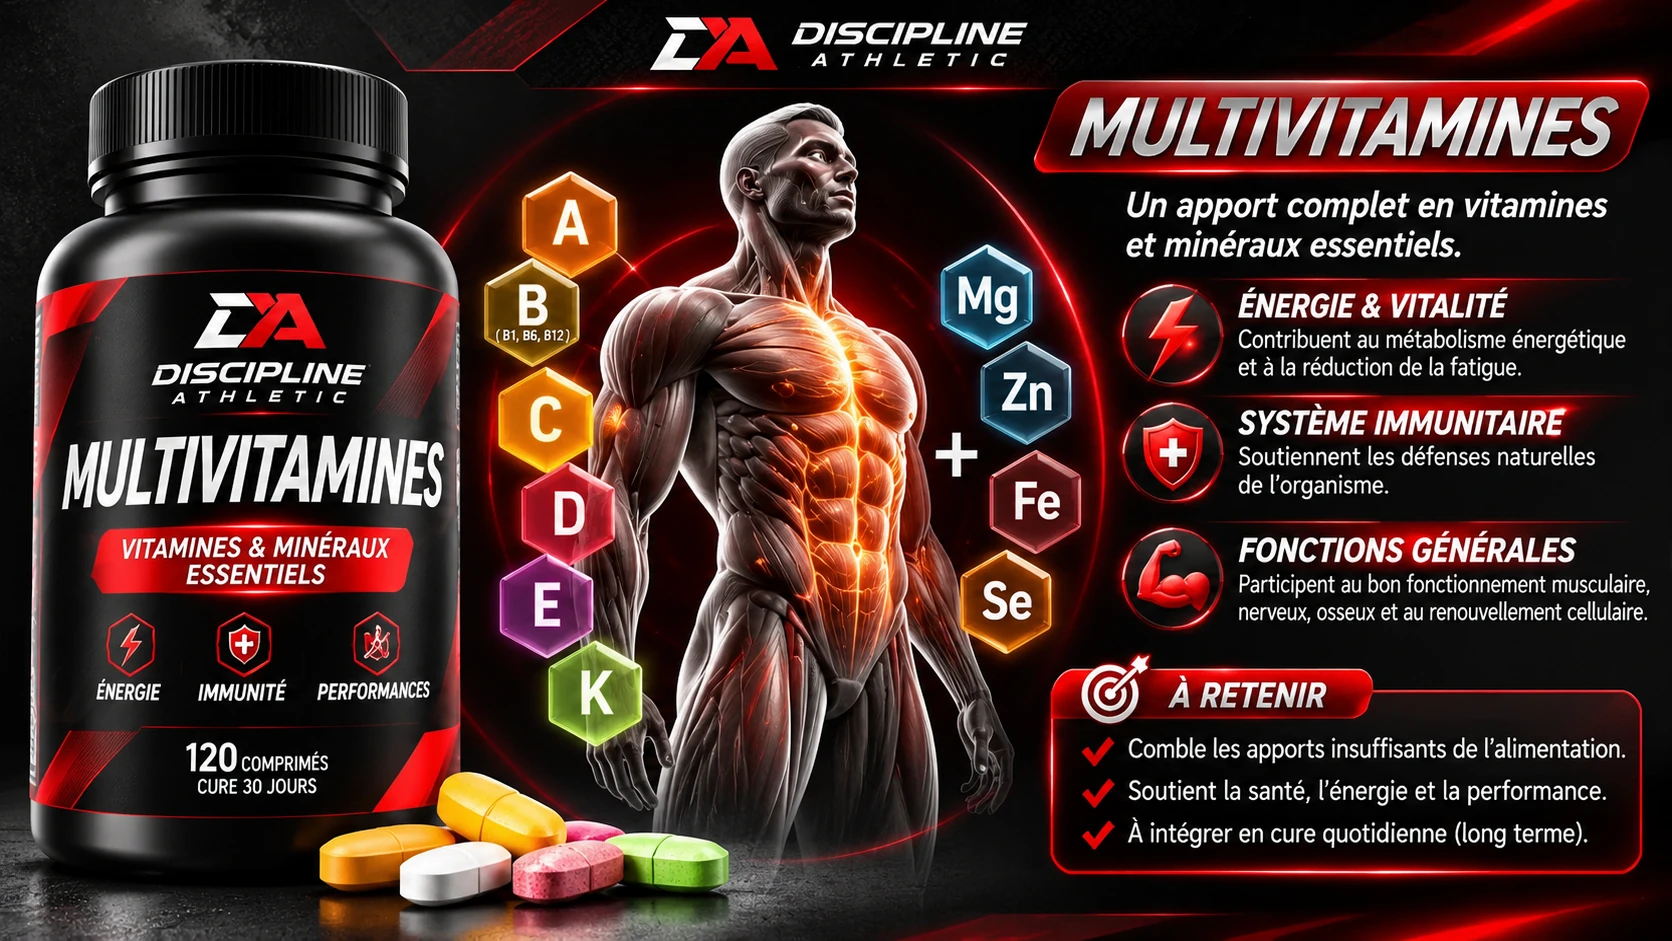 DA DISCIPLINE
ATHLETIC
DA
DISCIPLINE
ATHLETIC
MULTIVITAMINES
VITAMINES & MINÉRAUX
ESSENTIELS
ÉNERGIE
IMMUNITÉ
PERFORMANCES
120 COMPRIMÉS
CURE 30 JOURS
A
B
(B1, B6, B12)
C
D
E
K
+
Mg
Zn
Fe
Se
MULTIVITAMINES
Un apport complet en vitamines
et minéraux essentiels.
ÉNERGIE & VITALITÉ
Contribuent au métabolisme énergétique
et à la réduction de la fatigue.
SYSTÈME IMMUNITAIRE
Soutiennent les défenses naturelles
de l'organisme.
FONCTIONS GÉNÉRALES
Participent au bon fonctionnement musculaire,
nerveux, osseux et au renouvellement cellulaire.
À RETENIR
Comble les apports insuffisants de l'alimentation.
Soutient la santé, l'énergie et la performance.
À intégrer en cure quotidienne (long terme).